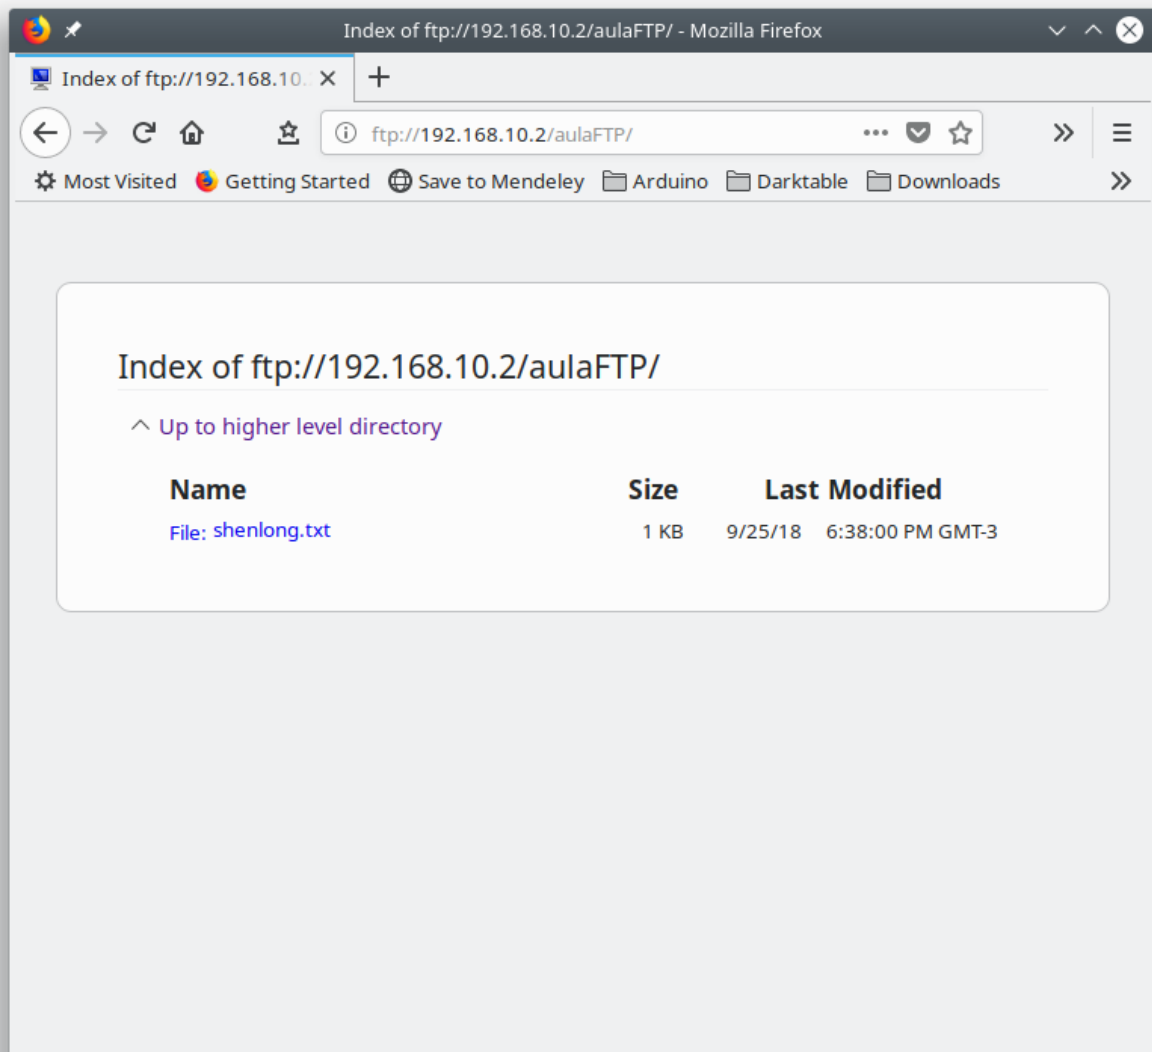 Index of ftp://192.168.10.2/aulaFTP/ - Mozilla Firefox
Index of ftp://192.168.10..
ftp://192.168.10.2/aulaFTP/
Most Visited Getting Started Save to Mendeley Arduino Darktable Downloads
Index of ftp://192.168.10.2/aulaFTP/
Up to higher level directory
Name Size Last Modified
File: shenlong.txt 1 KB 9/25/18 6:38:00 PM GMT-3